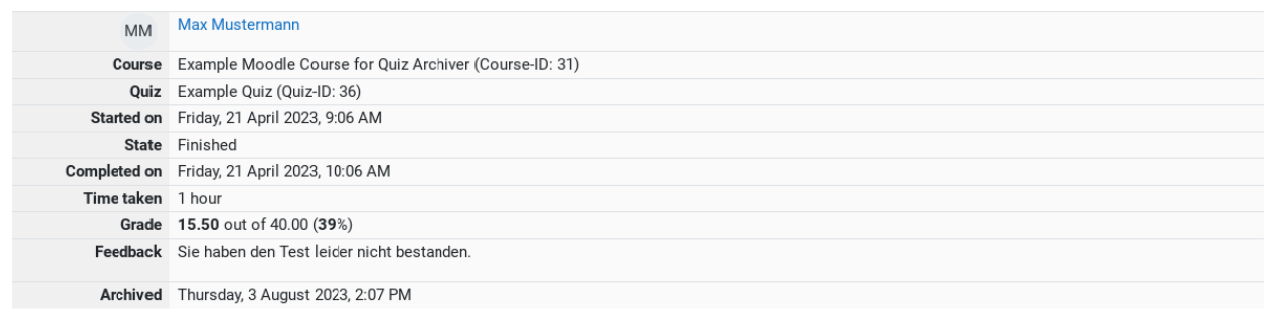 MM Max Mustermann
Course Example Moodle Course for Quiz Archiver (Course-ID: 31)
Quiz Example Quiz (Quiz-ID: 36)
Started on Friday, 21 April 2023, 9:06 AM
State Finished
Completed on Friday, 21 April 2023, 10:06 AM
Time taken 1 hour
Grade 15.50 out of 40.00 (39%)
Feedback Sie haben den Test leider nicht bestanden.
Archived Thursday, 3 August 2023, 2:07 PM